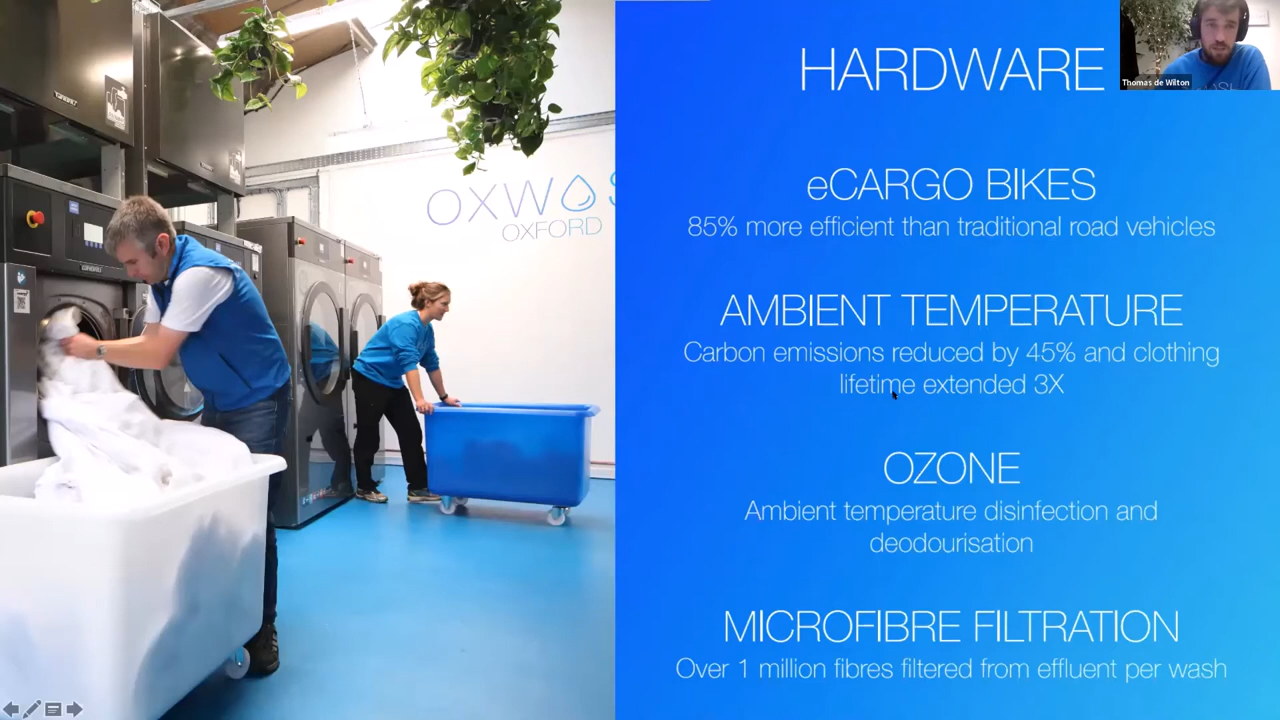 HARDWARE
Thomas de Wilton
eCARGO BIKES
85% more efficient than traditional road vehicles
OXW
OXFORD
AMBIENT TEMPERATURE
Carbon emissions reduced by 45% and clothing
lifetime extended 3X
OZONE
Ambient temperature disinfection and
deodourisation
MICROFIBRE FILTRATION
Over 1 million fibres filtered from effluent per wash